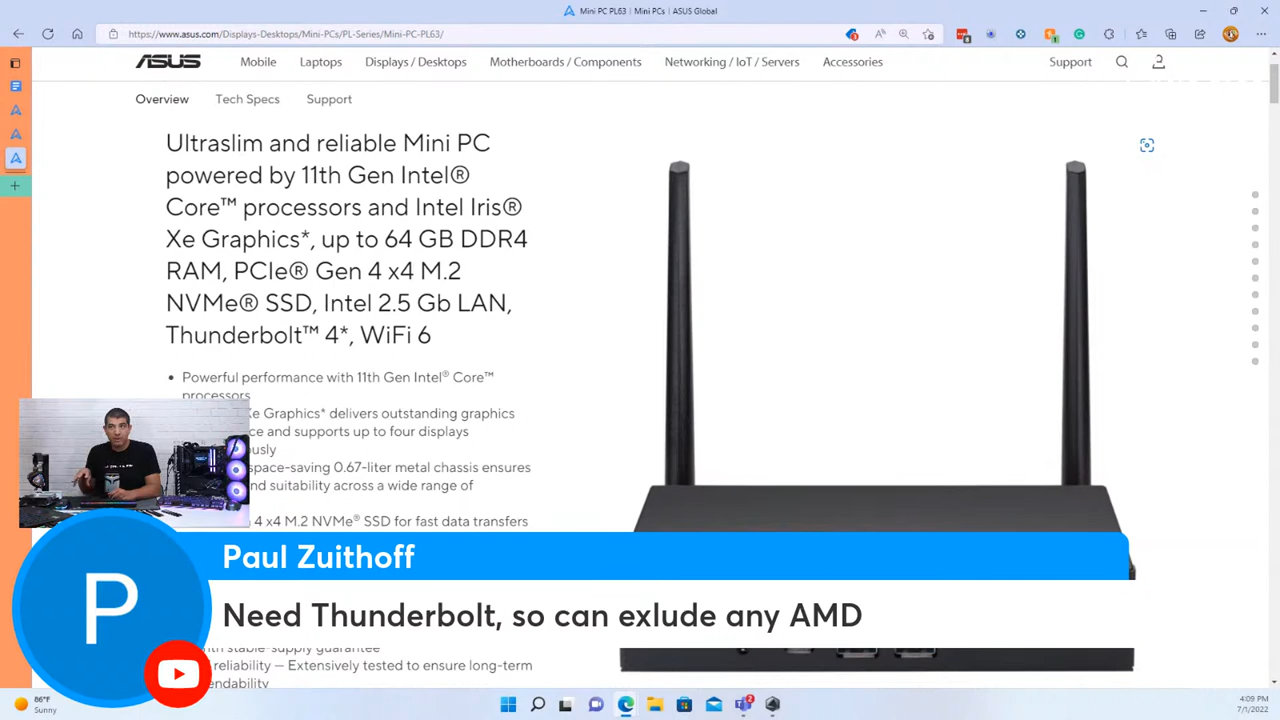 Mini PC PL63 | Mini PCs | ASUS Global
https://www.asus.com/Displays-Desktops/Mini-PCs/PL-Series/Mini-PC-PL63/
ASUS
Mobile
Laptops
Displays / Desktops
Motherboards / Components
Networking / IoT / Servers
Accessories
Support
Overview
Tech Specs
Support
Ultraslim and reliable Mini PC
powered by 11th Gen Intel®
Core™ processors and Intel Iris®
Xe Graphics*, up to 64 GB DDR4
RAM, PCIe® Gen 4 x4 M.2
NVMe® SSD, Intel 2.5 Gb LAN,
Thunderbolt™ 4*, WiFi 6
• Powerful performance with 11th Gen Intel® Core™
processors
Xe Graphics* delivers outstanding graphics
and supports up to four displays
space-saving 0.67-liter metal chassis ensures
and suitability across a wide range of
4 x4 M.2 NVMe® SSD for fast data transfers
P
Paul Zuithoff
Need Thunderbolt, so can exlude any AMD
with stable-supply guarantee
reliability — Extensively tested to ensure long-term
86°F
Sunny
2
4:09 PM
7/1/2022